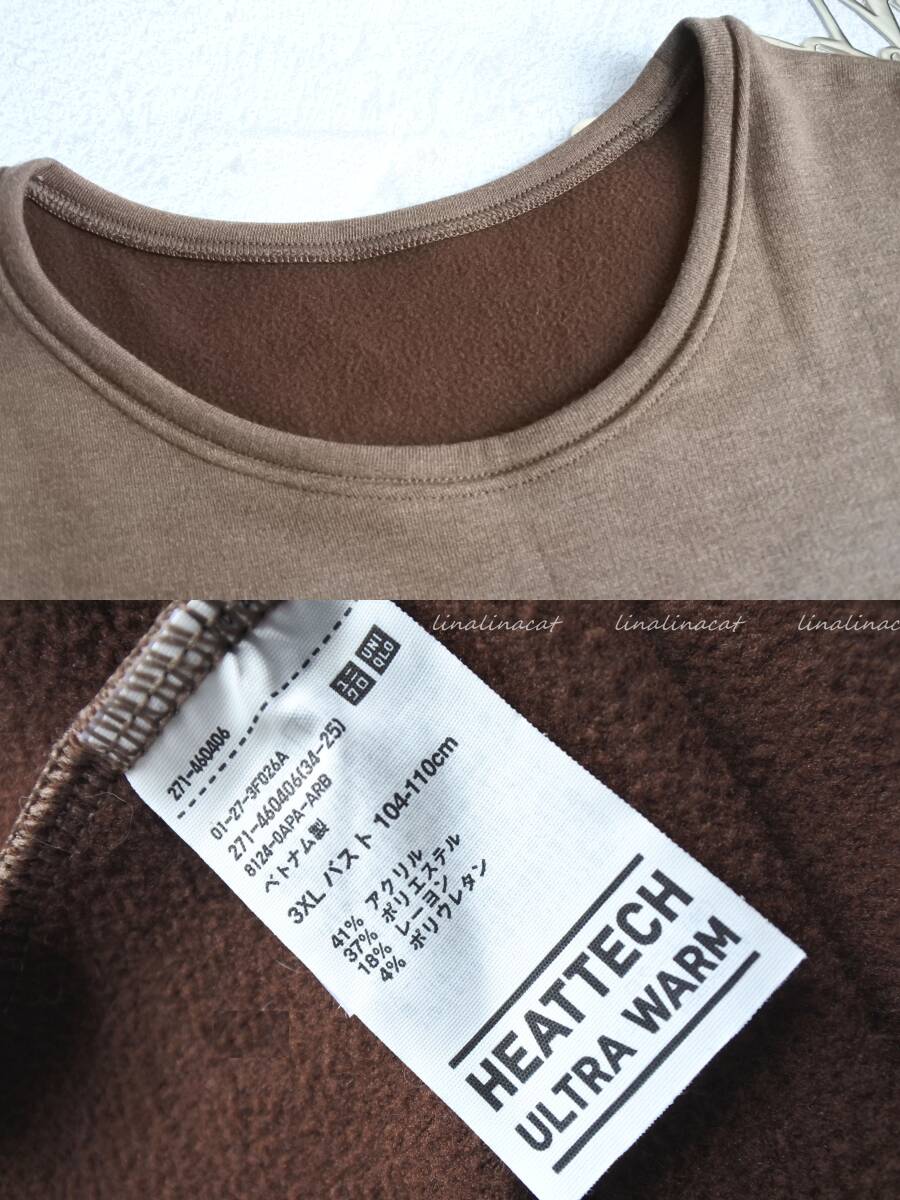 linalinacat linalinacat linalinac
ユニ
クロ
UNI
QLO
271-460406
01-27-3F026A
271-460406(34-25)
8124-0APA-ARB
ベトナム製
3XL バスト 104-110cm
41% アクリル
37% ポリエステル
18% レーヨン
4% ポリウレタン
HEATTECH
ULTRA WARM